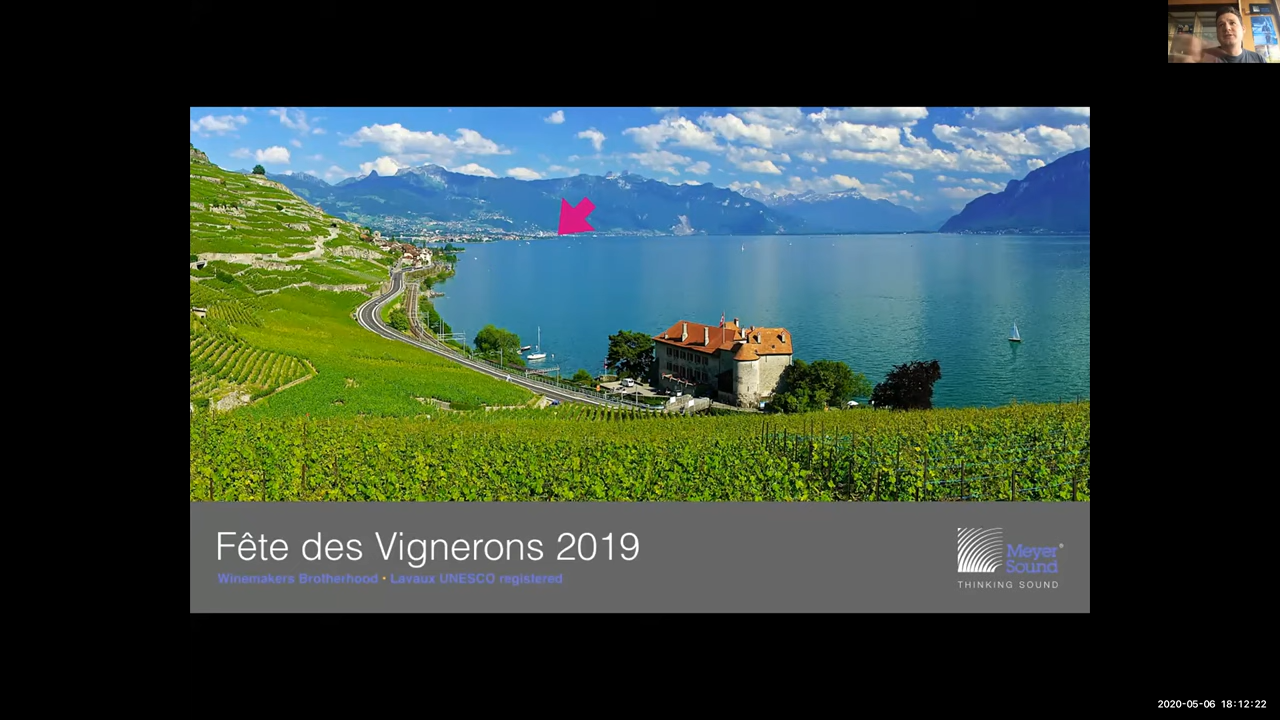 Fête des Vignerons 2019
Winemakers Brotherhood • Lavaux UNESCO registered
Meyer®
Sound
THINKING SOUND
2020-05-06 18:12:22